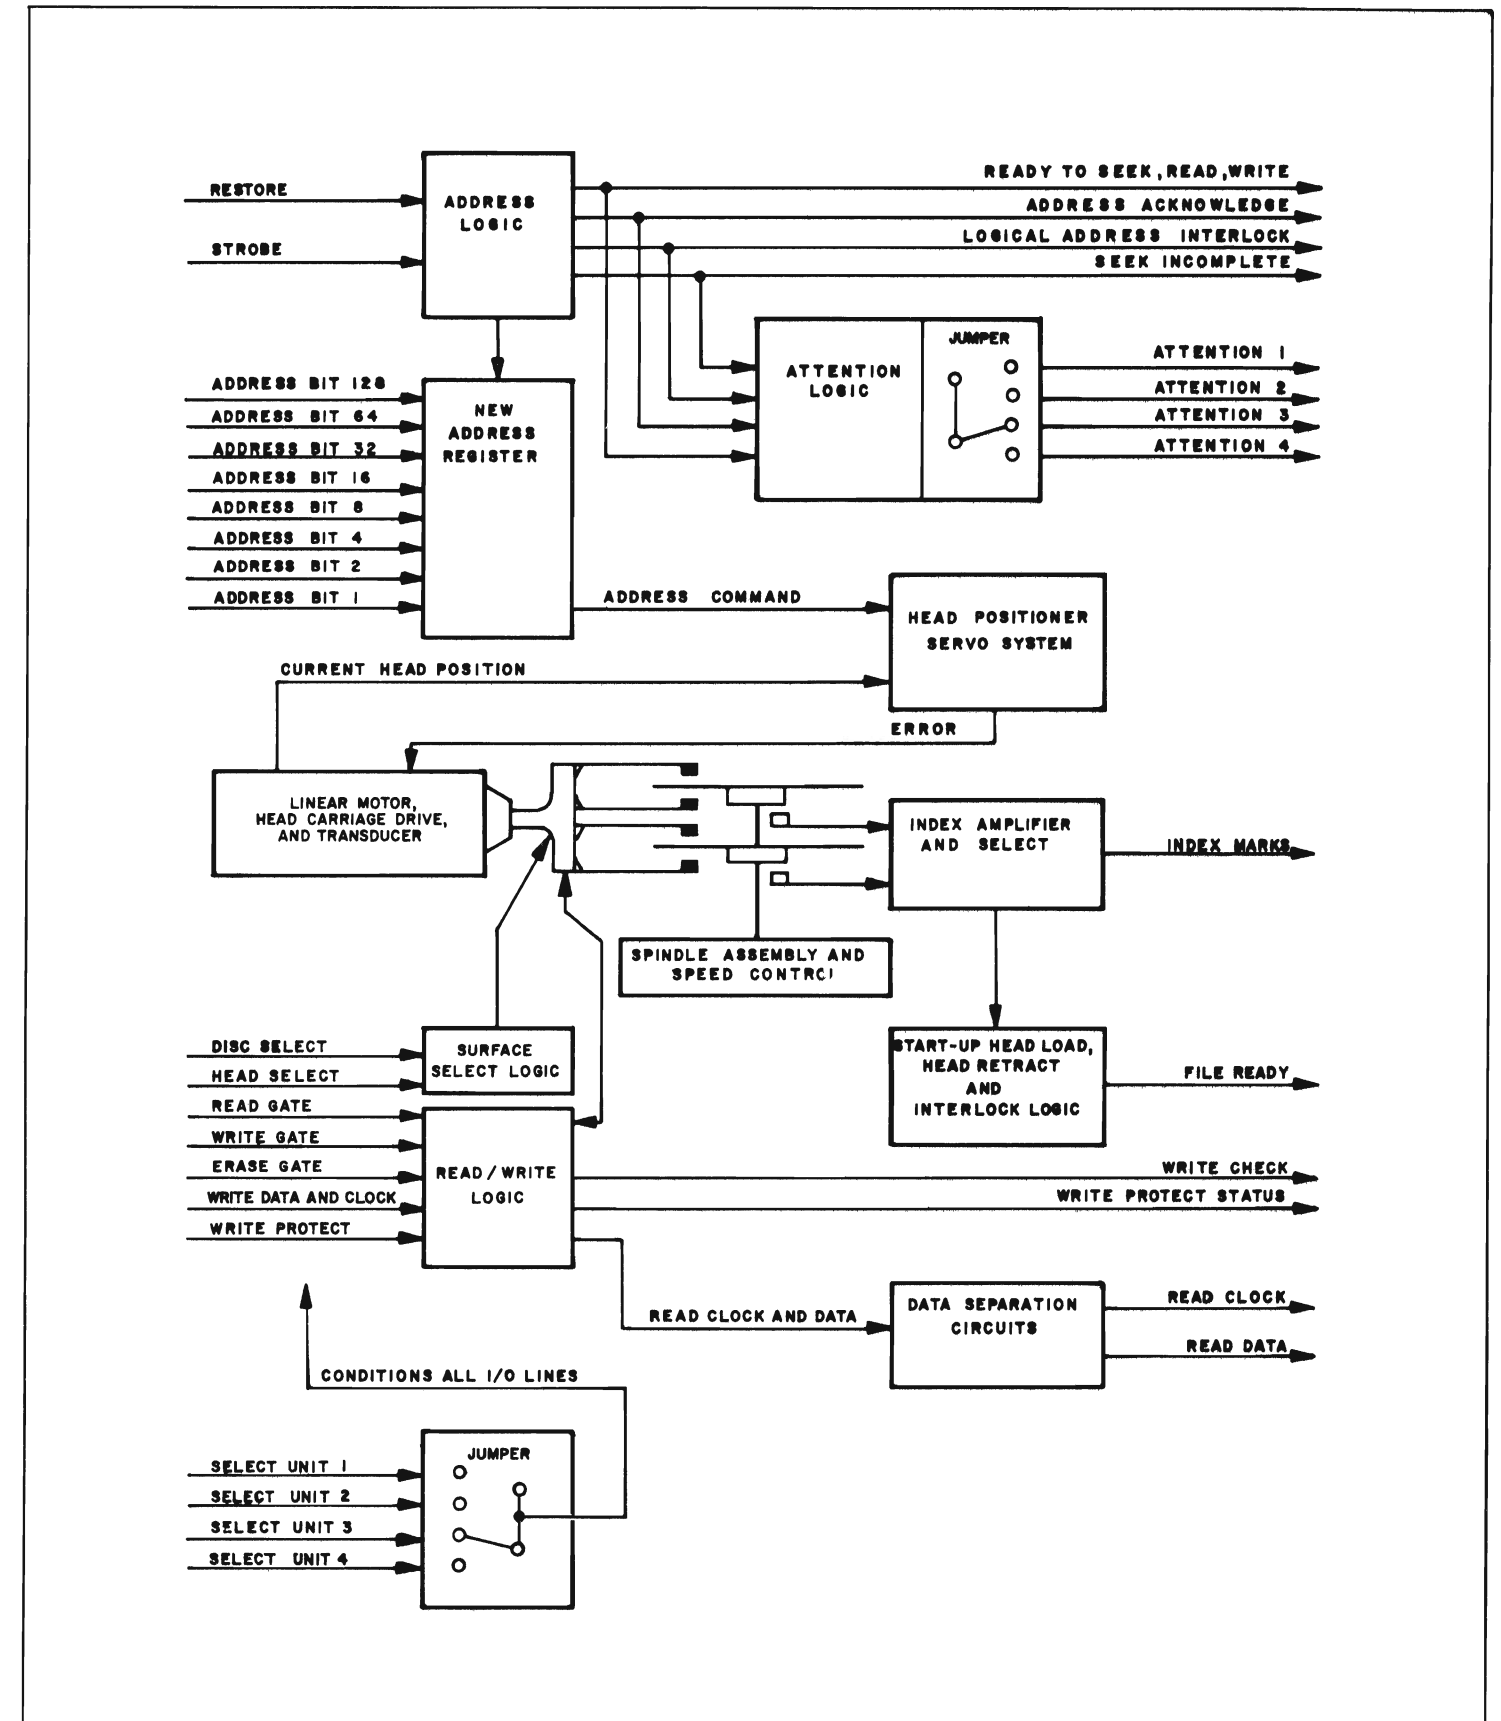 RESTORE
STROBE
ADDRESS
LOGIC
READY TO SEEK, READ, WRITE
ADDRESS ACKNOWLEDGE
LOGICAL ADDRESS INTERLOCK
SEEK INCOMPLETE
ATTENTION
LOGIC
JUMPER
ATTENTION 1
ATTENTION 2
ATTENTION 3
ATTENTION 4
ADDRESS BIT 128
ADDRESS BIT 64
ADDRESS BIT 32
ADDRESS BIT 16
ADDRESS BIT 8
ADDRESS BIT 4
ADDRESS BIT 2
ADDRESS BIT 1
NEW
ADDRESS
REGISTER
ADDRESS COMMAND
HEAD POSITIONER
SERVO SYSTEM
CURRENT HEAD POSITION
ERROR
LINEAR MOTOR,
HEAD CARRIAGE DRIVE,
AND TRANSDUCER
INDEX AMPLIFIER
AND SELECT
INDEX MARKS
SPINDLE ASSEMBLY AND
SPEED CONTROL
START-UP HEAD LOAD,
HEAD RETRACT
AND
INTERLOCK LOGIC
FILE READY
DISC SELECT
HEAD SELECT
SURFACE
SELECT LOGIC
READ GATE
WRITE GATE
ERASE GATE
WRITE DATA AND CLOCK
WRITE PROTECT
READ/WRITE
LOGIC
WRITE CHECK
WRITE PROTECT STATUS
READ CLOCK AND DATA
DATA SEPARATION
CIRCUITS
READ CLOCK
READ DATA
CONDITIONS ALL I/O LINES
JUMPER
SELECT UNIT 1
SELECT UNIT 2
SELECT UNIT 3
SELECT UNIT 4